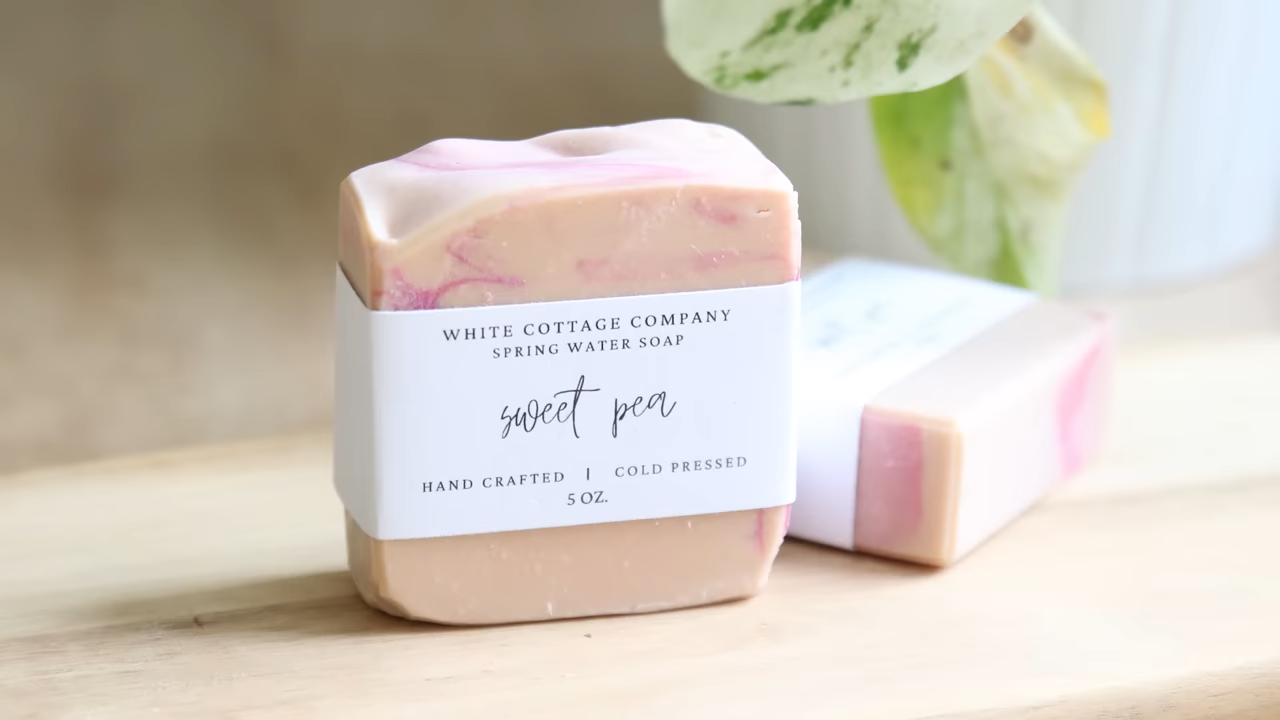 WHITE COTTAGE COMPANY
SPRING WATER SOAP
sweet pea
HAND CRAFTED | COLD PRESSED
5 OZ.